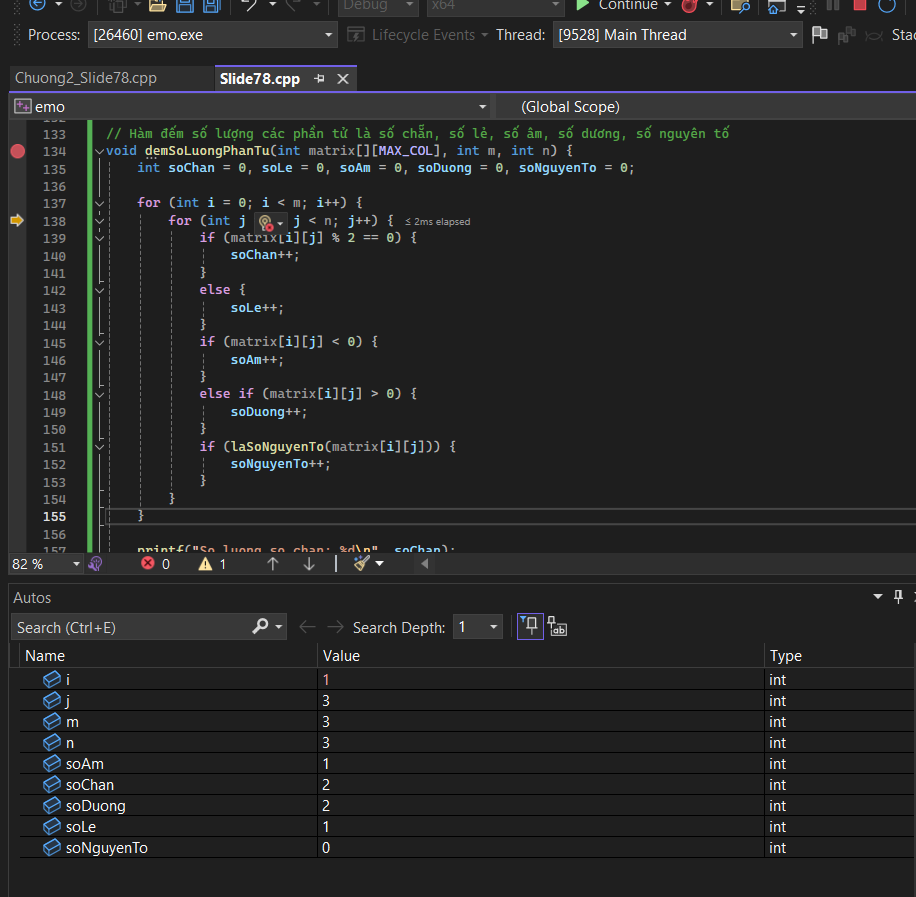 Debug x64 Continue
Process: [26460] emo.exe Lifecycle Events Thread: [9528] Main Thread Stac
Chuong2_Slide78.cpp Slide78.cpp
emo (Global Scope)
133 // Hàm đếm số lượng các phần tử là số chẵn, số lẻ, số âm, số dương, số nguyên tố
134 void demSoLuongPhanTu(int matrix[][MAX_COL], int m, int n) {
135 int soChan = 0, soLe = 0, soAm = 0, soDuong = 0, soNguyenTo = 0;
136
137 for (int i = 0; i < m; i++) {
138 for (int j j < n; j++) { ≤ 2ms elapsed
139 if (matrix[i][j] % 2 == 0) {
140 soChan++;
141 }
142 else {
143 soLe++;
144 }
145 if (matrix[i][j] < 0) {
146 soAm++;
147 }
148 else if (matrix[i][j] > 0) {
149 soDuong++;
150 }
151 if (laSoNguyenTo(matrix[i][j])) {
152 soNguyenTo++;
153 }
154 }
155 }
156
157 printf("So luong so chan: %d\n", soChan);
82 % 0 1
Autos
Search (Ctrl+E) Search Depth: 1
Name Value Type
i 1 int
j 3 int
m 3 int
n 3 int
soAm 1 int
soChan 2 int
soDuong 2 int
soLe 1 int
soNguyenTo 0 int